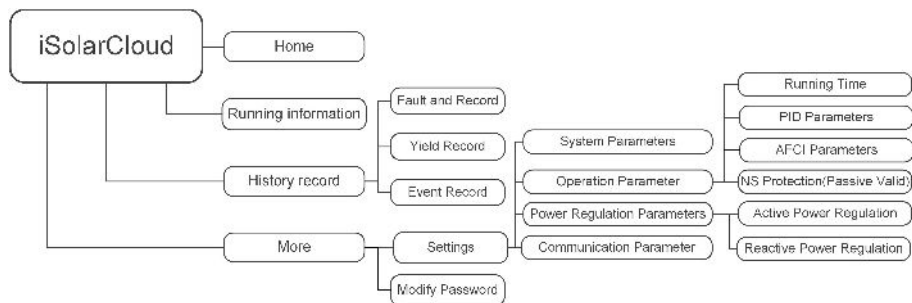 iSolarCloud
Home
Running information
History record
Fault and Record
Yield Record
Event Record
More
Settings
Modify Password
System Parameters
Operation Parameter
Power Regulation Parameters
Communication Parameter
Running Time
PID Parameters
AFCI Parameters
NS Protection(Passive Valid)
Active Power Regulation
Reactive Power Regulation